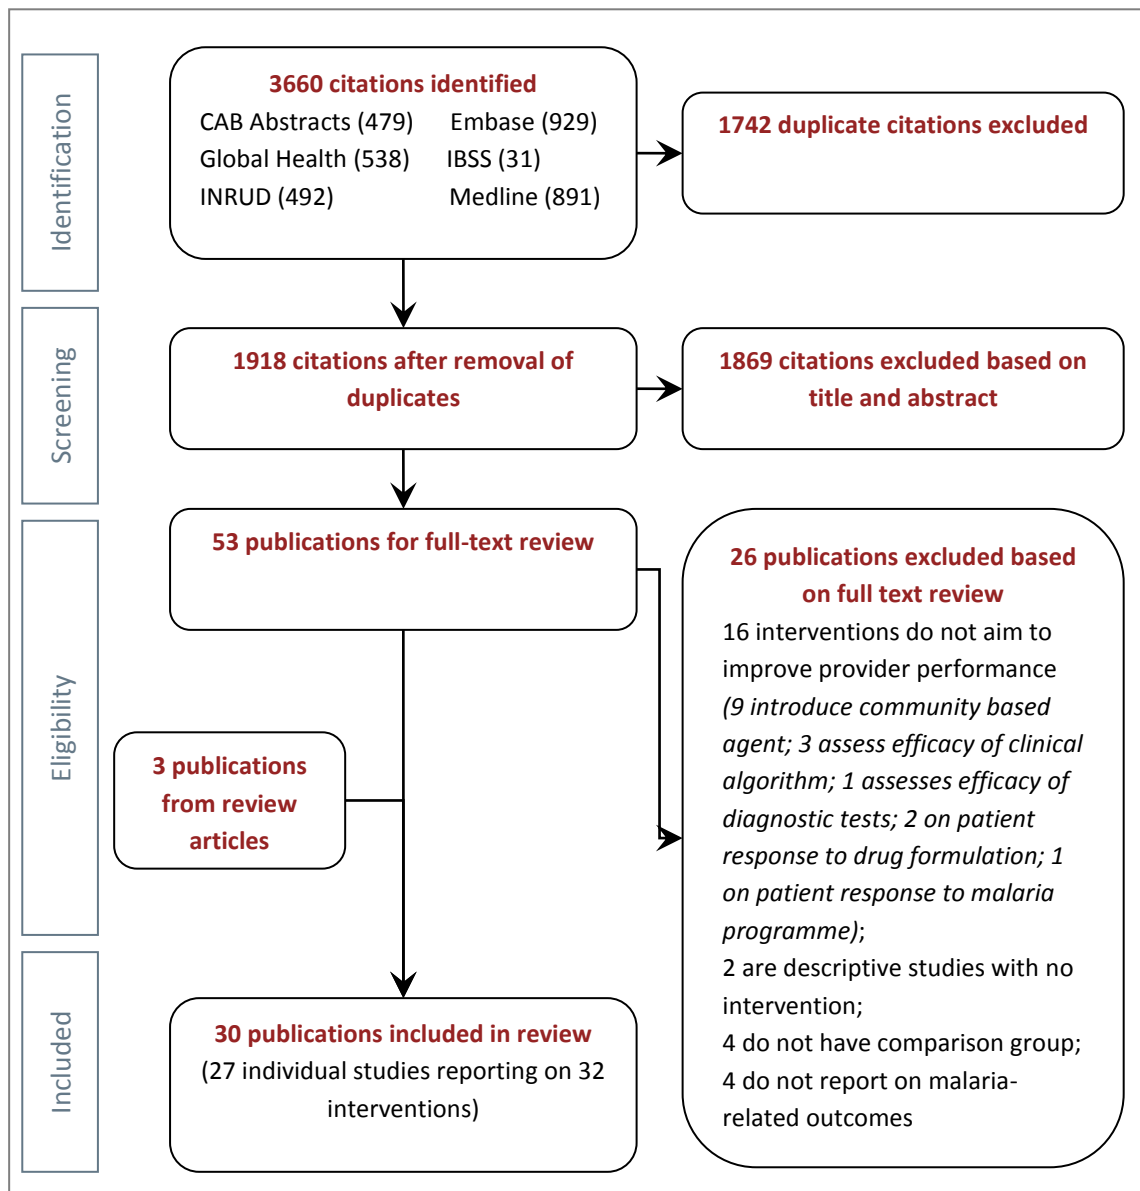 Identification
3660 citations identified
CAB Abstracts (479) Embase (929)
Global Health (538) IBSS (31)
INRUD (492) Medline (891)
1742 duplicate citations excluded
Screening
1918 citations after removal of
duplicates
1869 citations excluded based on
title and abstract
Eligibility
53 publications for full-text review
26 publications excluded based
on full text review
16 interventions do not aim to
improve provider performance
(9 introduce community based
agent; 3 assess efficacy of clinical
algorithm; 1 assesses efficacy of
diagnostic tests; 2 on patient
response to drug formulation; 1
on patient response to malaria
programme);
2 are descriptive studies with no
intervention;
4 do not have comparison group;
4 do not report on malaria-
related outcomes
3 publications
from review
articles
Included
30 publications included in review
(27 individual studies reporting on 32
interventions)